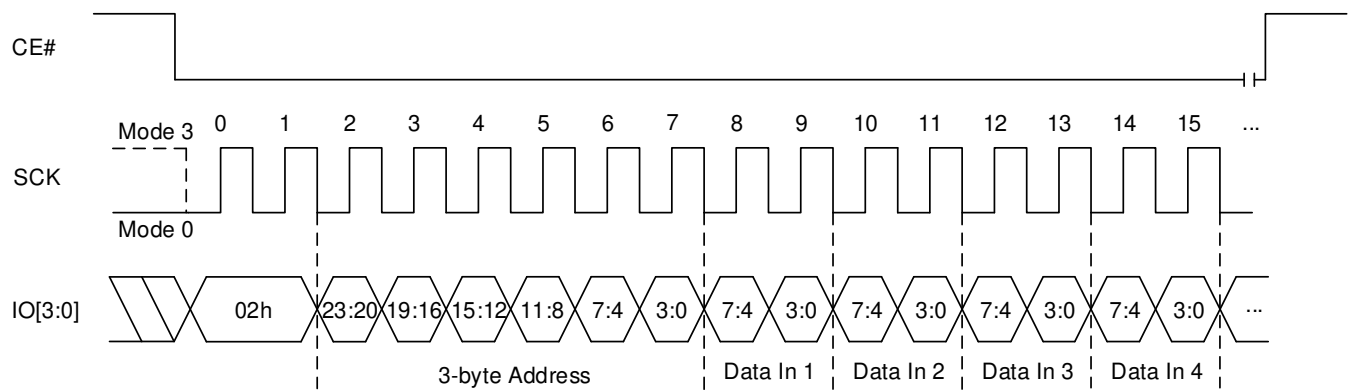 CE#
Mode 3 0 1 2 3 4 5 6 7 8 9 10 11 12 13 14 15 ...
SCK
Mode 0
IO[3:0] 02h 23:20 19:16 15:12 11:8 7:4 3:0 7:4 3:0 7:4 3:0 7:4 3:0 7:4 3:0 ...
3-byte Address Data In 1 Data In 2 Data In 3 Data In 4